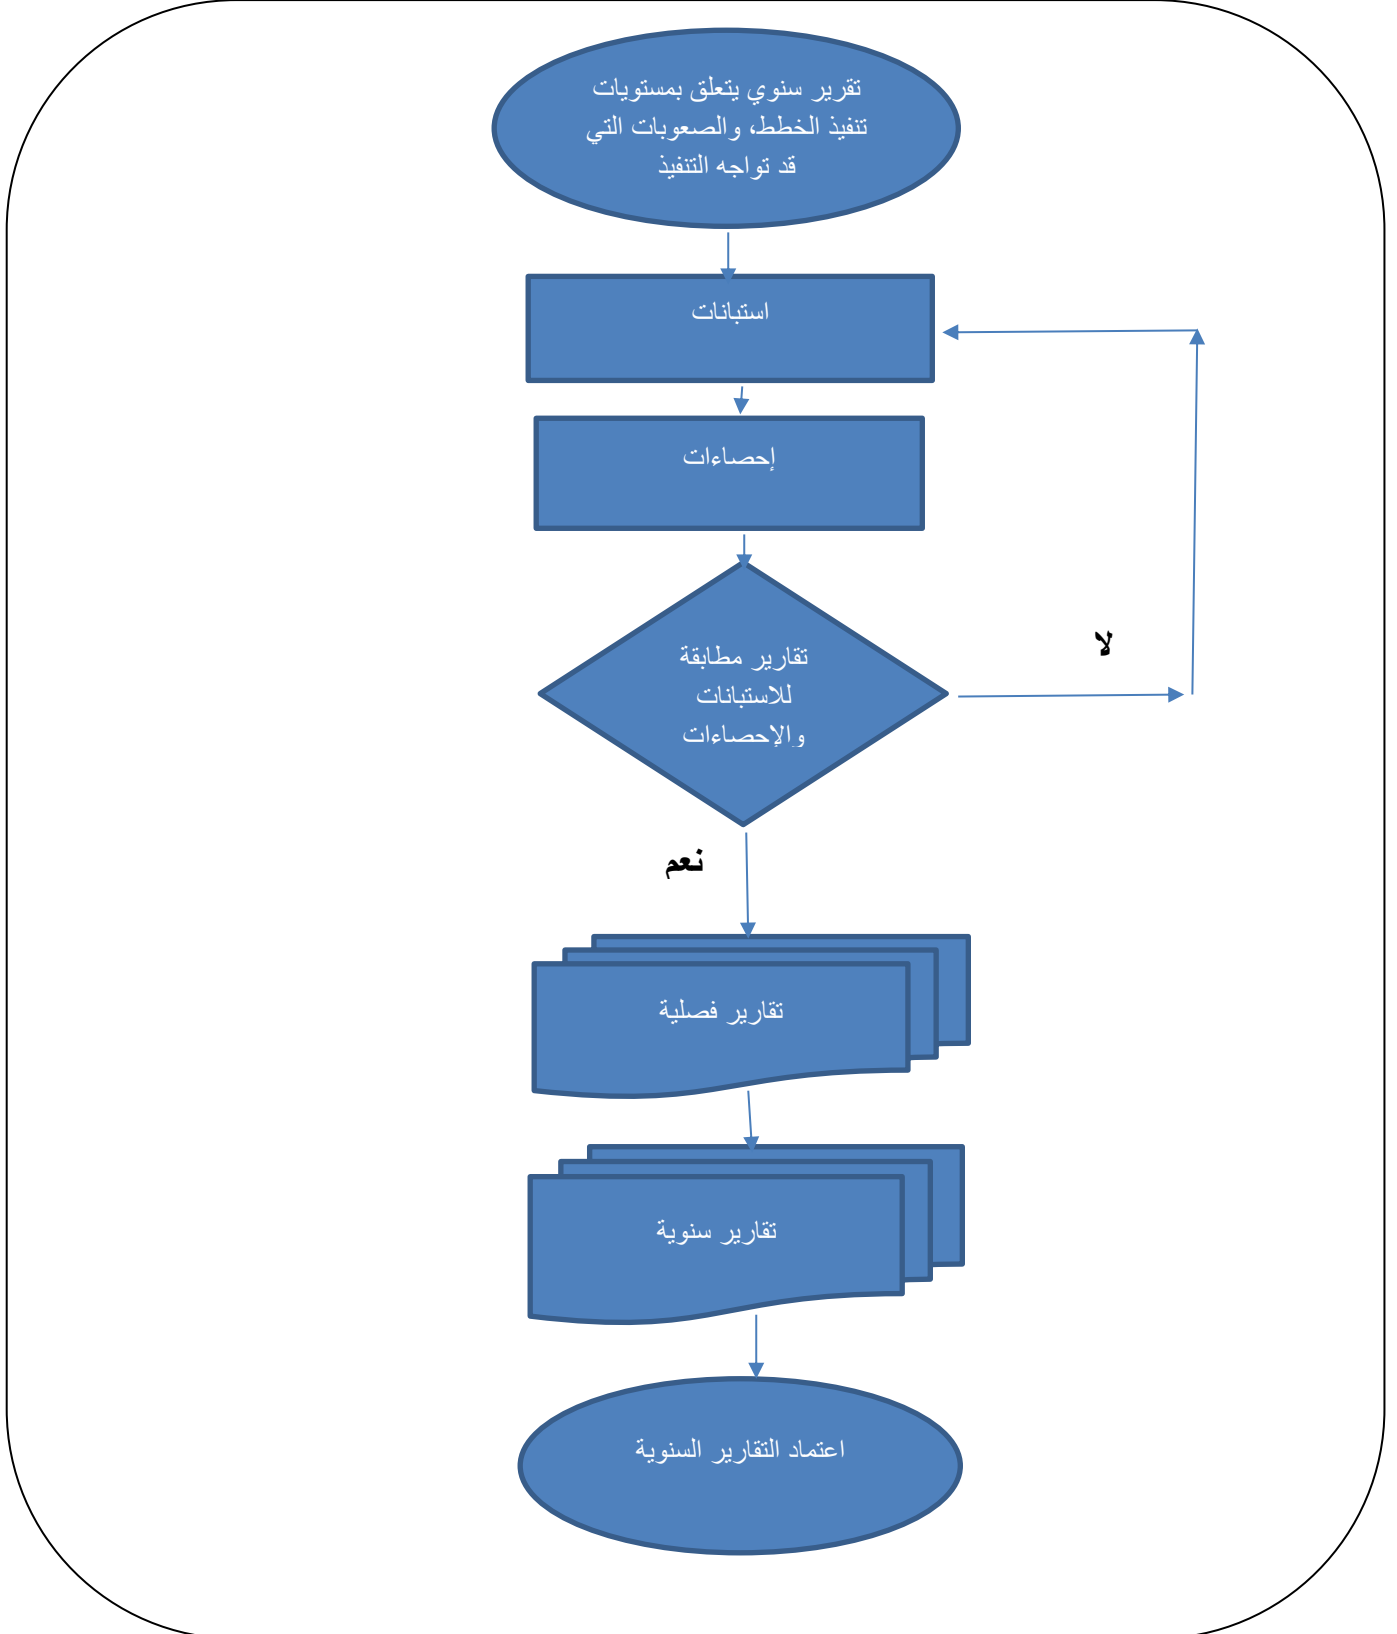 تقرير سنوي يتعلق بمستويات
تنفيذ الخطط، والصعوبات التي
قد تواجه التنفيذ
استبانات
إحصاءات
تقارير مطابقة
للاستبانات
والإحصاءات
لا
نعم
تقارير فصلية
تقارير سنوية
اعتماد التقارير السنوية